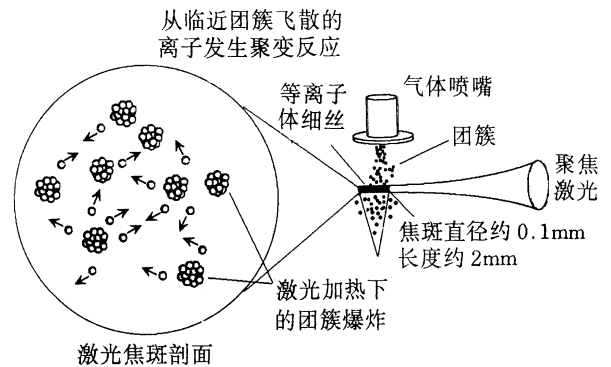 从临近团簇飞散的
离子发生聚变反应
等离子
体细丝
气体喷嘴
团簇
聚焦
激光
焦斑直径约 0.1mm
长度约 2mm
激光加热下
的团簇爆炸
激光焦斑剖面